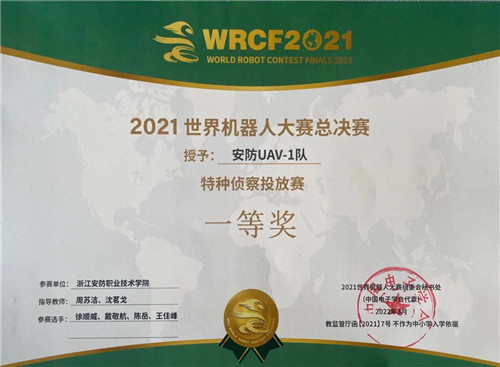 WRCF2021
WORLD ROBOT CONTEST FINALS 2021
2021世界机器人大赛总决赛
授予： 安防UAV-1队
特种侦察投放赛
一等奖
参赛单位： 浙江安防职业技术学院
指导教师： 周苏洁、沈茗戈
参赛选手： 徐顺威、戴敬航、陈岳、王佳峰
2021世界机器人大赛组委会秘书处
（中国电子学会代章）
教监管厅函【2021】7号 不作为中小学入学依据